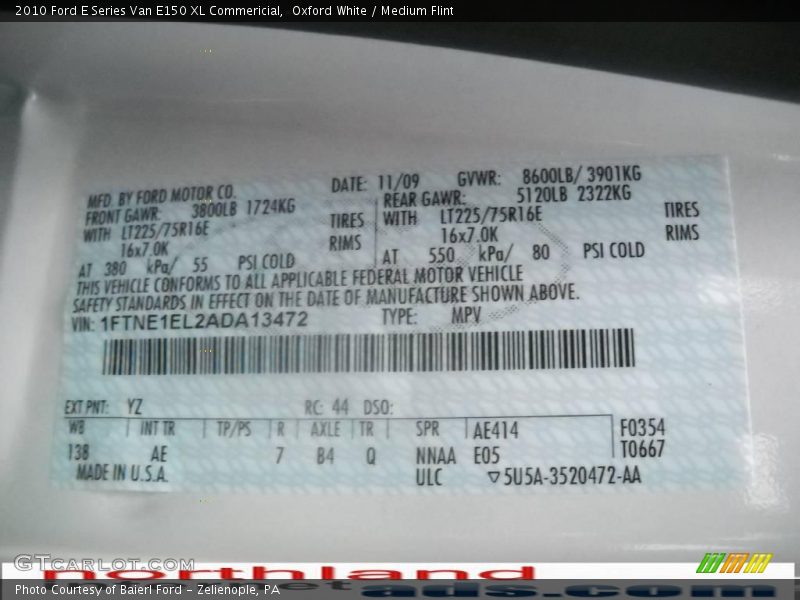 2010 Ford E Series Van E150 XL Commericial,  Oxford White / Medium Flint
MFD. BY FORD MOTOR CO. DATE: 11/09 GVWR: 8600LB/ 3901KG
FRONT GAWR: 3800LB 1724KG REAR GAWR: 5120LB 2322KG
WITH LT225/75R16E TIRES WITH LT225/75R16E TIRES
16x7.0K RIMS 16x7.0K RIMS
AT 380 kPa/ 55 PSI COLD AT 550 kPa/ 80 PSI COLD
THIS VEHICLE CONFORMS TO ALL APPLICABLE FEDERAL MOTOR VEHICLE
SAFETY STANDARDS IN EFFECT ON THE DATE OF MANUFACTURE SHOWN ABOVE.
VIN: 1FTNE1EL2ADA13472 TYPE: MPV
EXT PNT: YZ RC: 44 DSO:
WB INT TR TP/PS R AXLE TR SPR AE414 F0354
138 AE 7 B4 Q NNAA E05 T0667
MADE IN U.S.A. ULC ▽5U5A-3520472-AA
GTCARLOT.COM
northland
ads.com
Photo Courtesy of Baierl Ford – Zelienople, PA